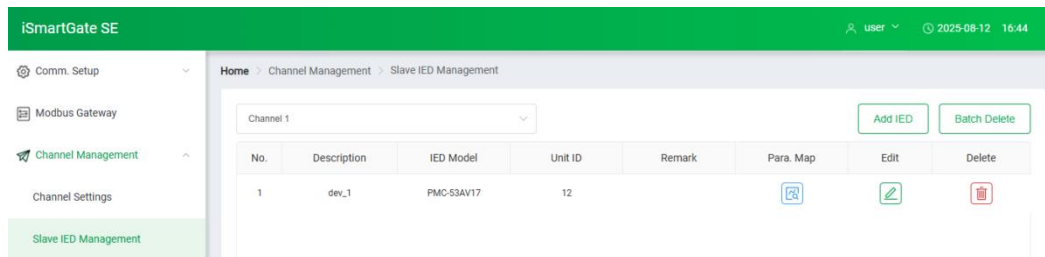 iSmartGate SE
user
2025-08-12 16:44
Comm. Setup
Home > Channel Management > Slave IED Management
Modbus Gateway
Channel 1
Add IED
Batch Delete
Channel Management
No. Description IED Model Unit ID Remark Para. Map Edit Delete
Channel Settings
1 dev_1 PMC-53AV17 12
Slave IED Management